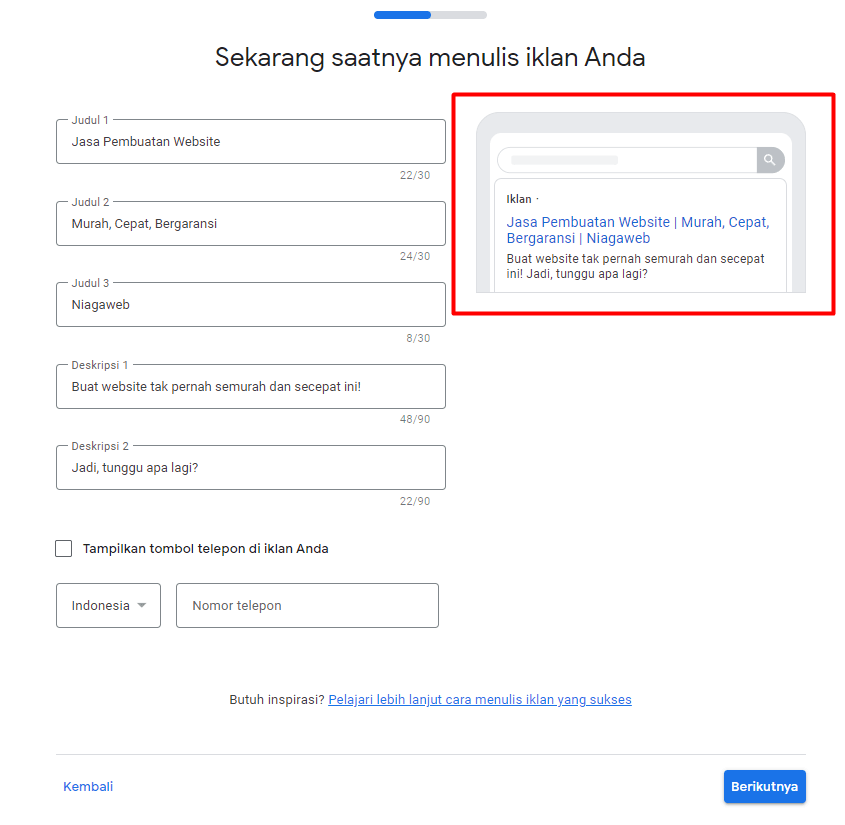 Sekarang saatnya menulis iklan Anda
Judul 1
Jasa Pembuatan Website
22/30
Judul 2
Murah, Cepat, Bergaransi
24/30
Judul 3
Niagaweb
8/30
Deskripsi 1
Buat website tak pernah semurah dan secepat ini!
48/90
Deskripsi 2
Jadi, tunggu apa lagi?
22/90
Iklan ·
Jasa Pembuatan Website | Murah, Cepat,
Bergaransi | Niagaweb
Buat website tak pernah semurah dan secepat
ini! Jadi, tunggu apa lagi?
Tampilkan tombol telepon di iklan Anda
Indonesia
Nomor telepon
Butuh inspirasi? Pelajari lebih lanjut cara menulis iklan yang sukses
Kembali
Berikutnya